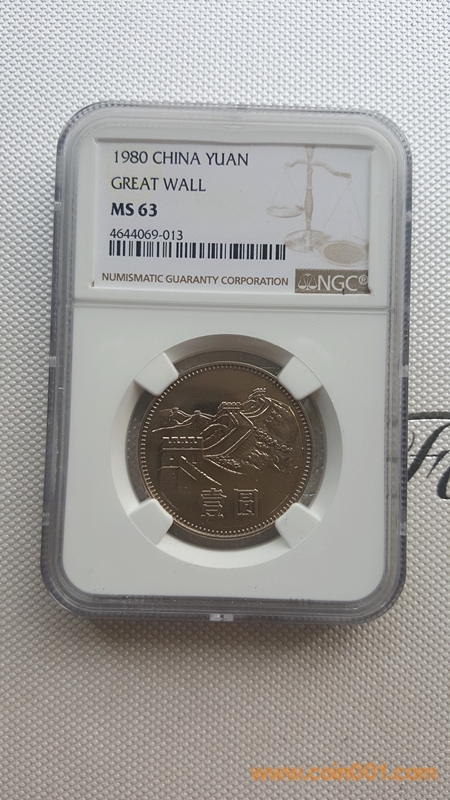 1980 CHINA YUAN
GREAT WALL
MS 63
4644069-013
NUMISMATIC GUARANTY CORPORATION
NGC®
壹圆
www.coin001.com